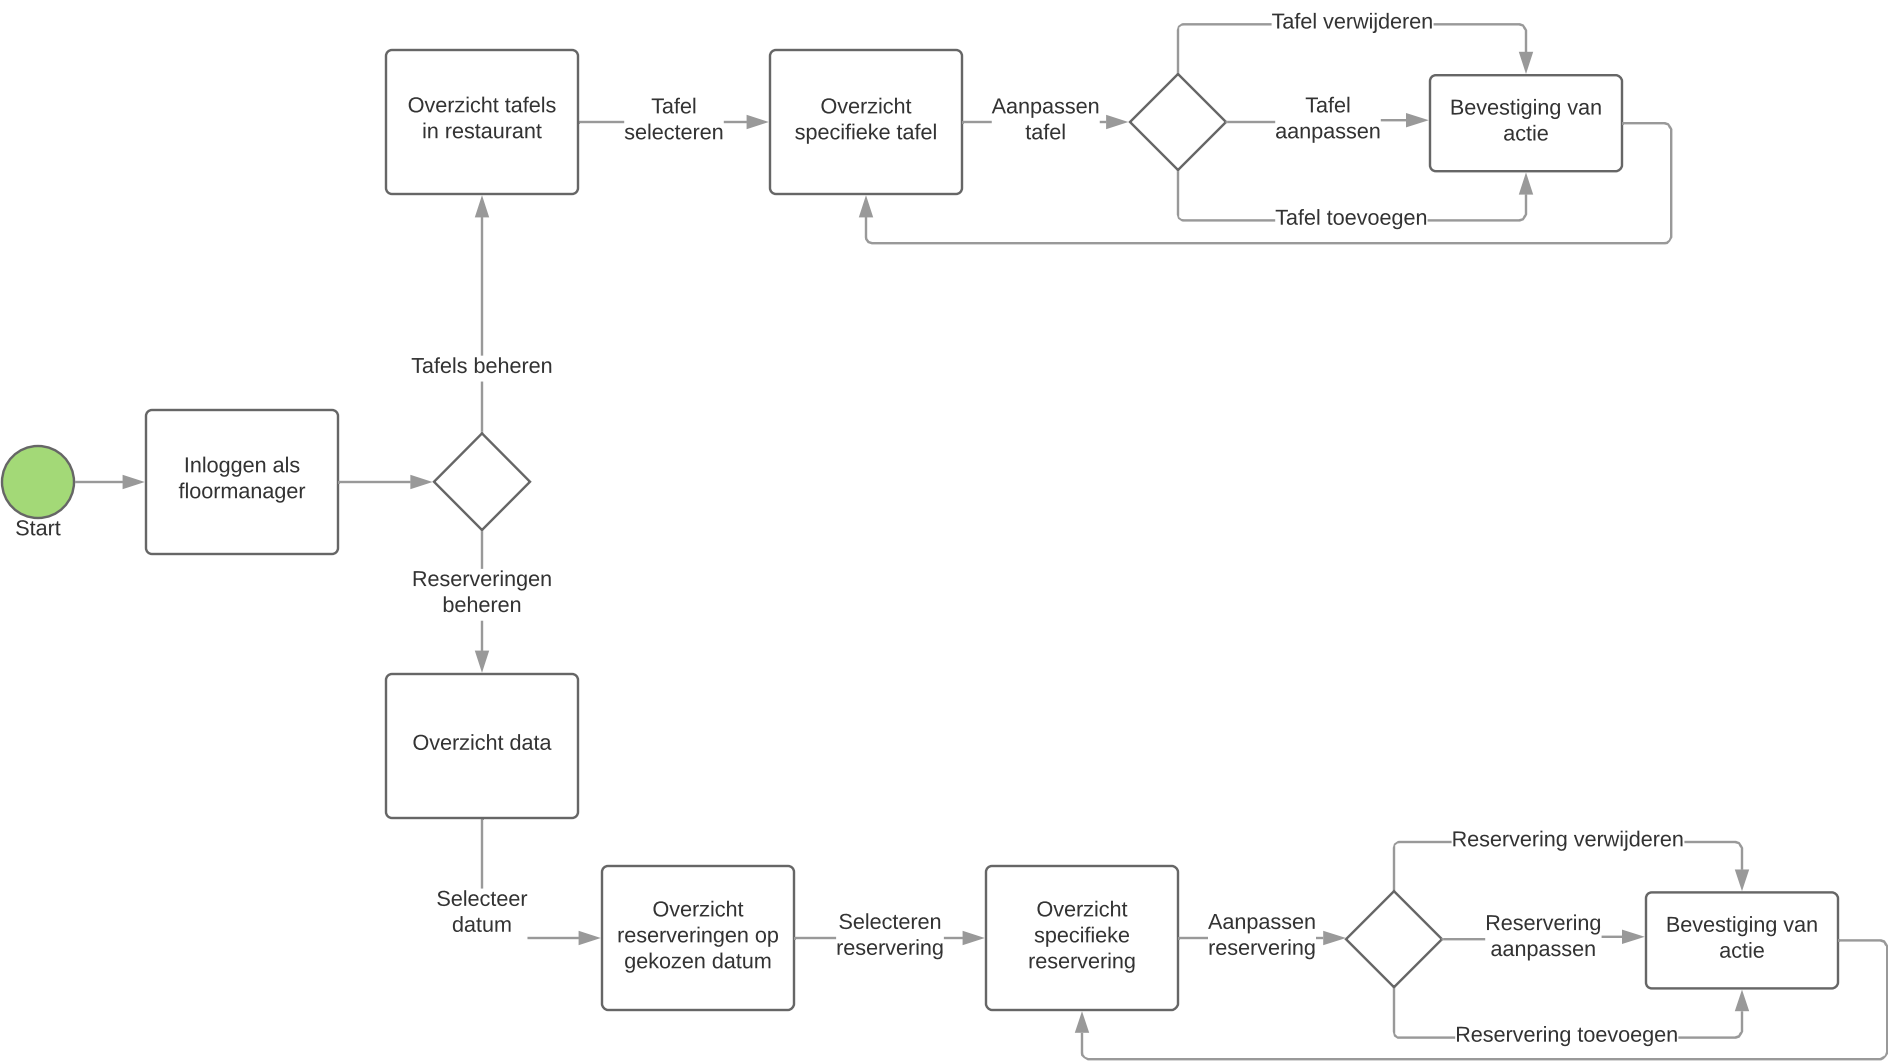 Tafel verwijderen
Overzicht tafels
in restaurant
Tafel
selecteren
Overzicht
specifieke tafel
Aanpassen
tafel
Tafel
aanpassen
Bevestiging van
actie
Tafel toevoegen
Tafels beheren
Inloggen als
floormanager
Start
Reserveringen
beheren
Overzicht data
Selecteer
datum
Overzicht
reserveringen op
gekozen datum
Selecteren
reservering
Overzicht
specifieke
reservering
Aanpassen
reservering
Reservering verwijderen
Reservering
aanpassen
Bevestiging van
actie
Reservering toevoegen